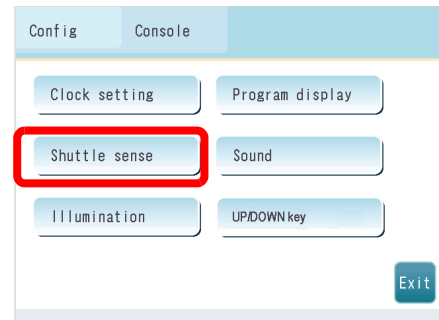 Config Console
Clock setting Program display
Shuttle sense Sound
Illumination UP/DOWN key
Exit